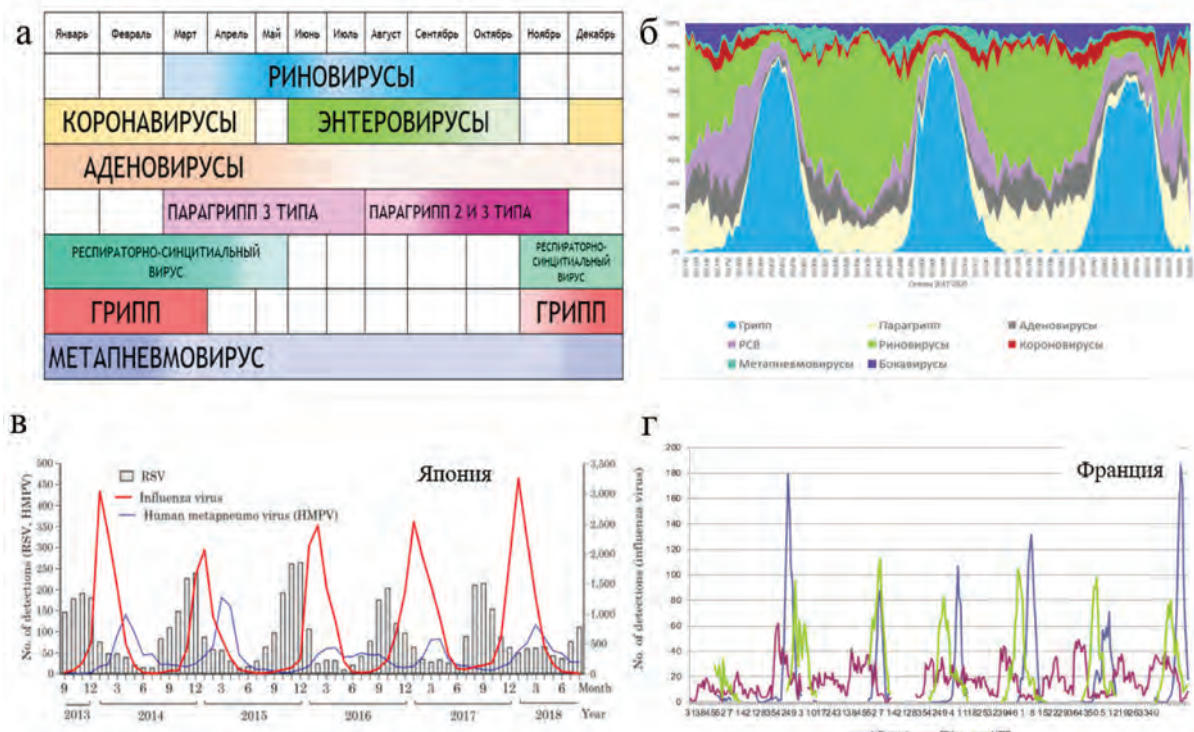 а
Январь Февраль Март Апрель Май Июнь Июль Август Сентябрь Октябрь Ноябрь Декабрь
РИНОВИРУСЫ
КОРОНАВИРУСЫ ЭНТЕРОВИРУСЫ
АДЕНОВИРУСЫ
ПАРАГРИПП 3 ТИПА ПАРАГРИПП 2 И 3 ТИПА
РЕСПИРАТОРНО-СИНЦИТИАЛЬНЫЙ
ВИРУС
РЕСПИРАТОРНО-
СИНЦИТИАЛЬНЫЙ
ВИРУС
ГРИПП ГРИПП
МЕТАПНЕВМОВИРУС
б
Грипп Парагрипп Аденовирусы
РСВ Риновирусы Короновирусы
Метапневмовирусы Бокавирусы
в
Япония
No. of detections (RSV, HMPV)
500
450
400
350
300
250
200
150
100
50
0
RSV
Influenza virus
Human metapneumo virus (HMPV)
3,500
3,000
2,500
2,000
1,500
1,000
500
0
9 12 3 6 9 12 3 6 9 12 3 6 9 12 3 6 9 12 3 6 Month
2013 2014 2015 2016 2017 2018 Year
г
Франция
No. of detections (influenza virus)
200
180
160
140
120
100
80
60
40
20
0